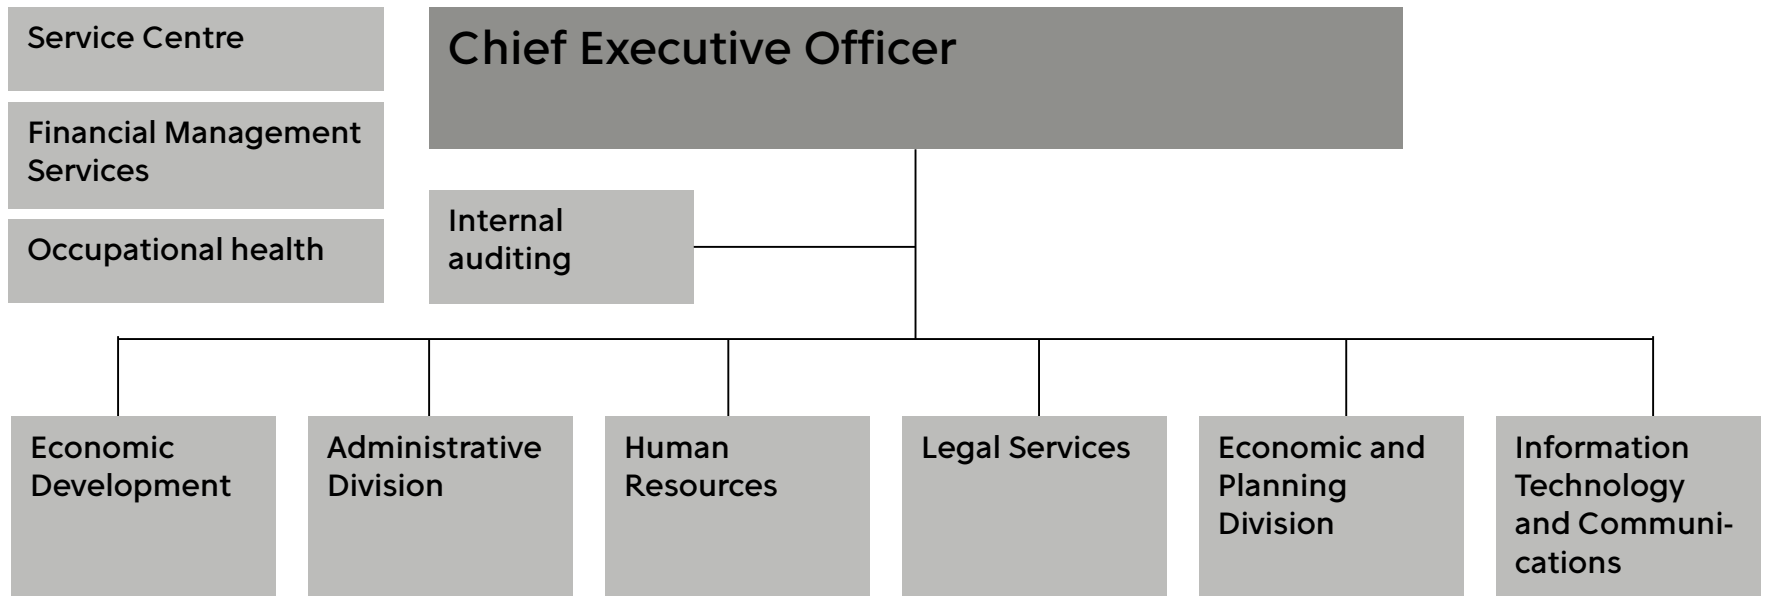 Service Centre
Financial Management
Services
Occupational health
Chief Executive Officer
Internal
auditing
Economic
Development
Administrative
Division
Human
Resources
Legal Services
Economic and
Planning
Division
Information
Technology
and Communi-
cations